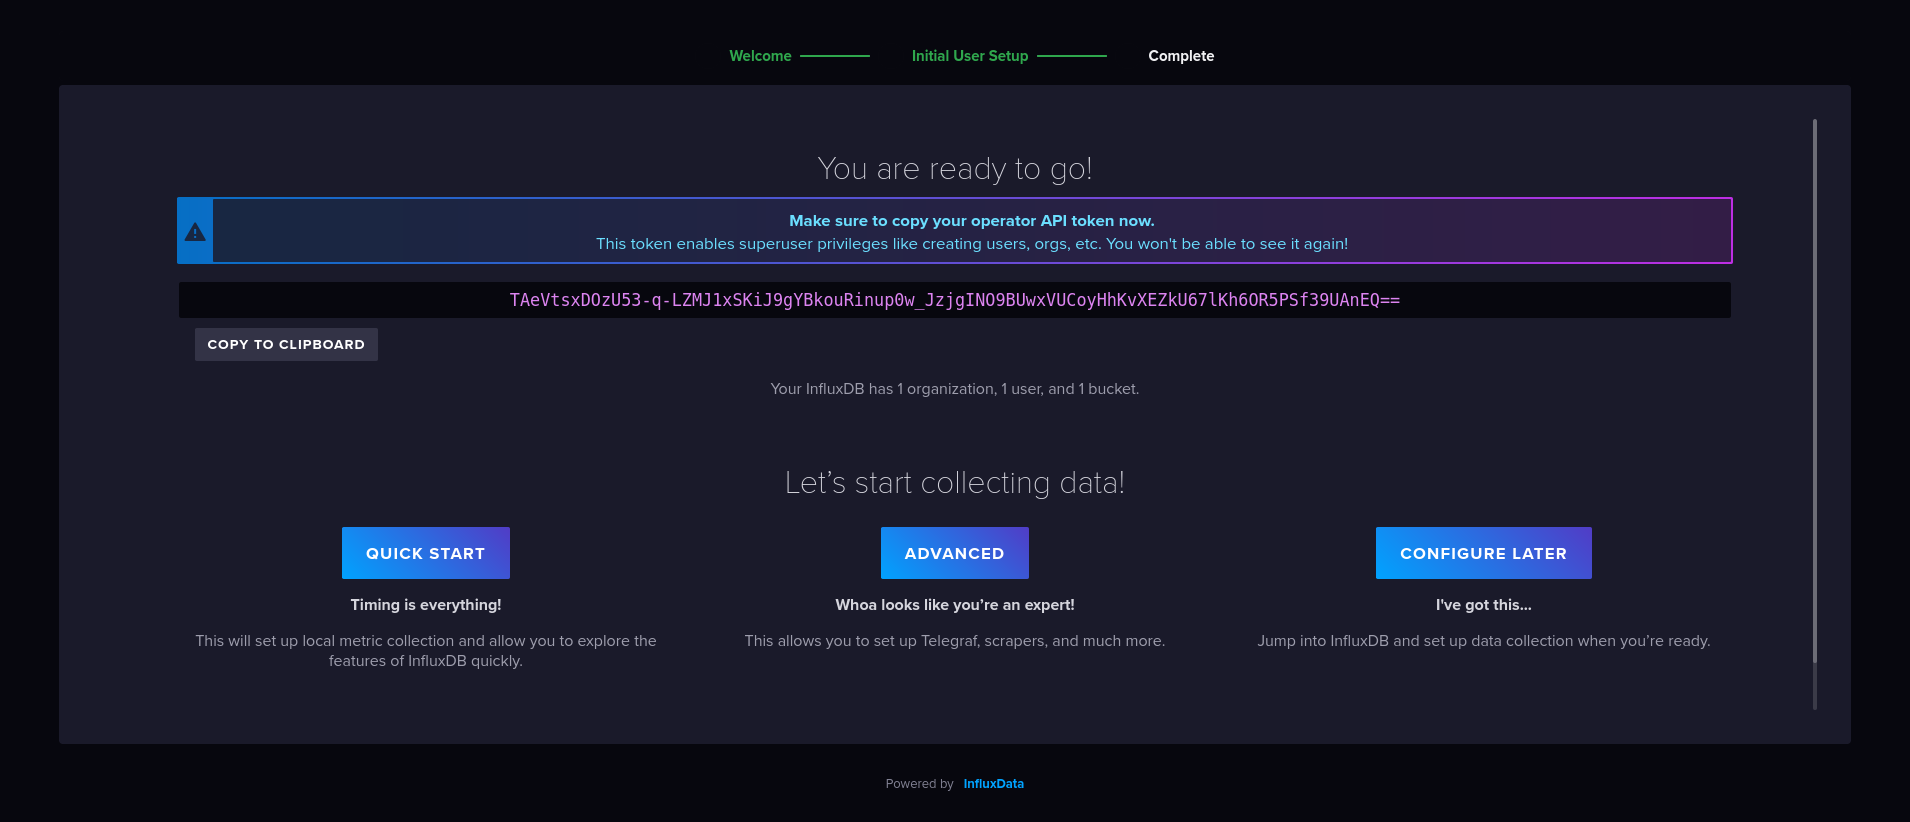 Welcome
Initial User Setup
Complete
You are ready to go!
Make sure to copy your operator API token now.
This token enables superuser privileges like creating users, orgs, etc. You won't be able to see it again!
TAeVtsxDOzU53-q-LZMJ1xSKiJ9gYBkouRinup0w_JzjgINO9BUwxVUCoyHhKvXEZkU67lKh6OR5PSf39UAnEQ==
COPY TO CLIPBOARD
Your InfluxDB has 1 organization, 1 user, and 1 bucket.
Let’s start collecting data!
QUICK START
Timing is everything!
This will set up local metric collection and allow you to explore the
features of InfluxDB quickly.
ADVANCED
Whoa looks like you’re an expert!
This allows you to set up Telegraf, scrapers, and much more.
CONFIGURE LATER
I've got this...
Jump into InfluxDB and set up data collection when you’re ready.
Powered by InfluxData